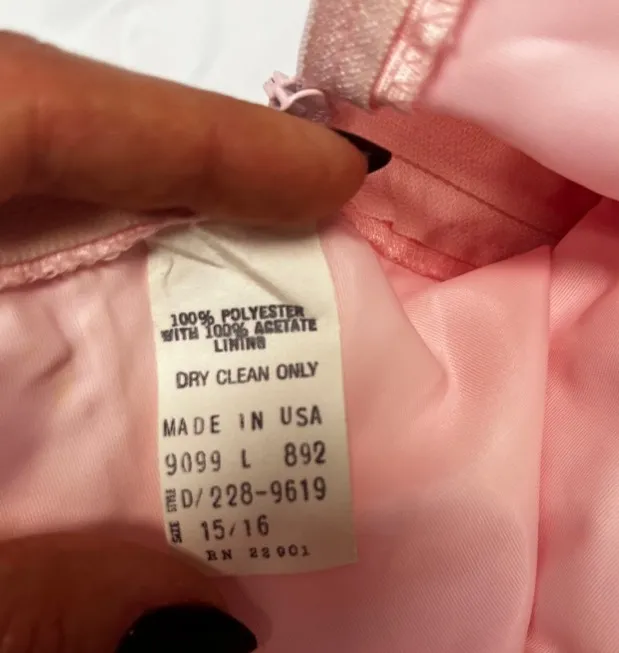 100% POLYESTER
WITH 100% ACETATE
LINING
DRY CLEAN ONLY
MADE IN USA
9099 L 892
STYLE D/228-9619
SIZE 15/16
RN 22901